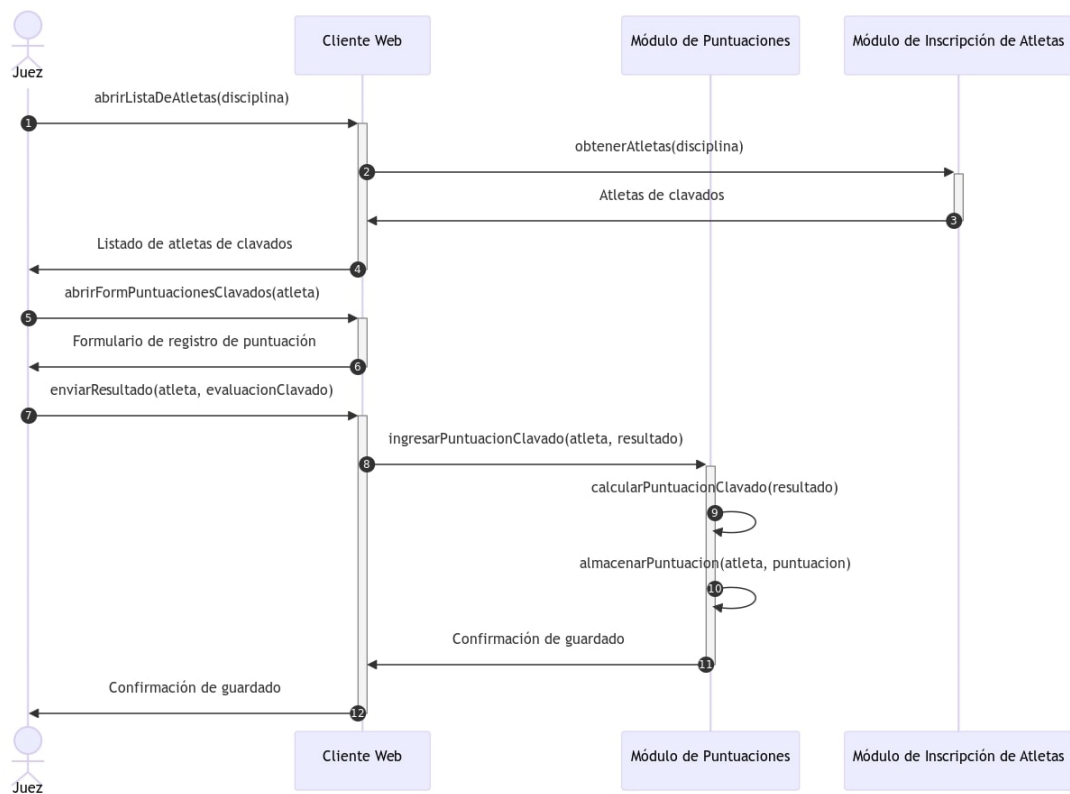 Juez
Cliente Web
Módulo de Puntuaciones
Módulo de Inscripción de Atletas
abrirListaDeAtletas(disciplina)
1
obtenerAtletas(disciplina)
2
Atletas de clavados
3
Listado de atletas de clavados
4
abrirFormPuntuacionesClavados(atleta)
5
Formulario de registro de puntuación
6
enviarResultado(atleta, evaluacionClavado)
7
ingresarPuntuacionClavado(atleta, resultado)
8
calcularPuntuacionClavado(resultado)
9
almacenarPuntuacion(atleta, puntuacion)
10
Confirmación de guardado
11
Confirmación de guardado
12
Juez
Cliente Web
Módulo de Puntuaciones
Módulo de Inscripción de Atletas